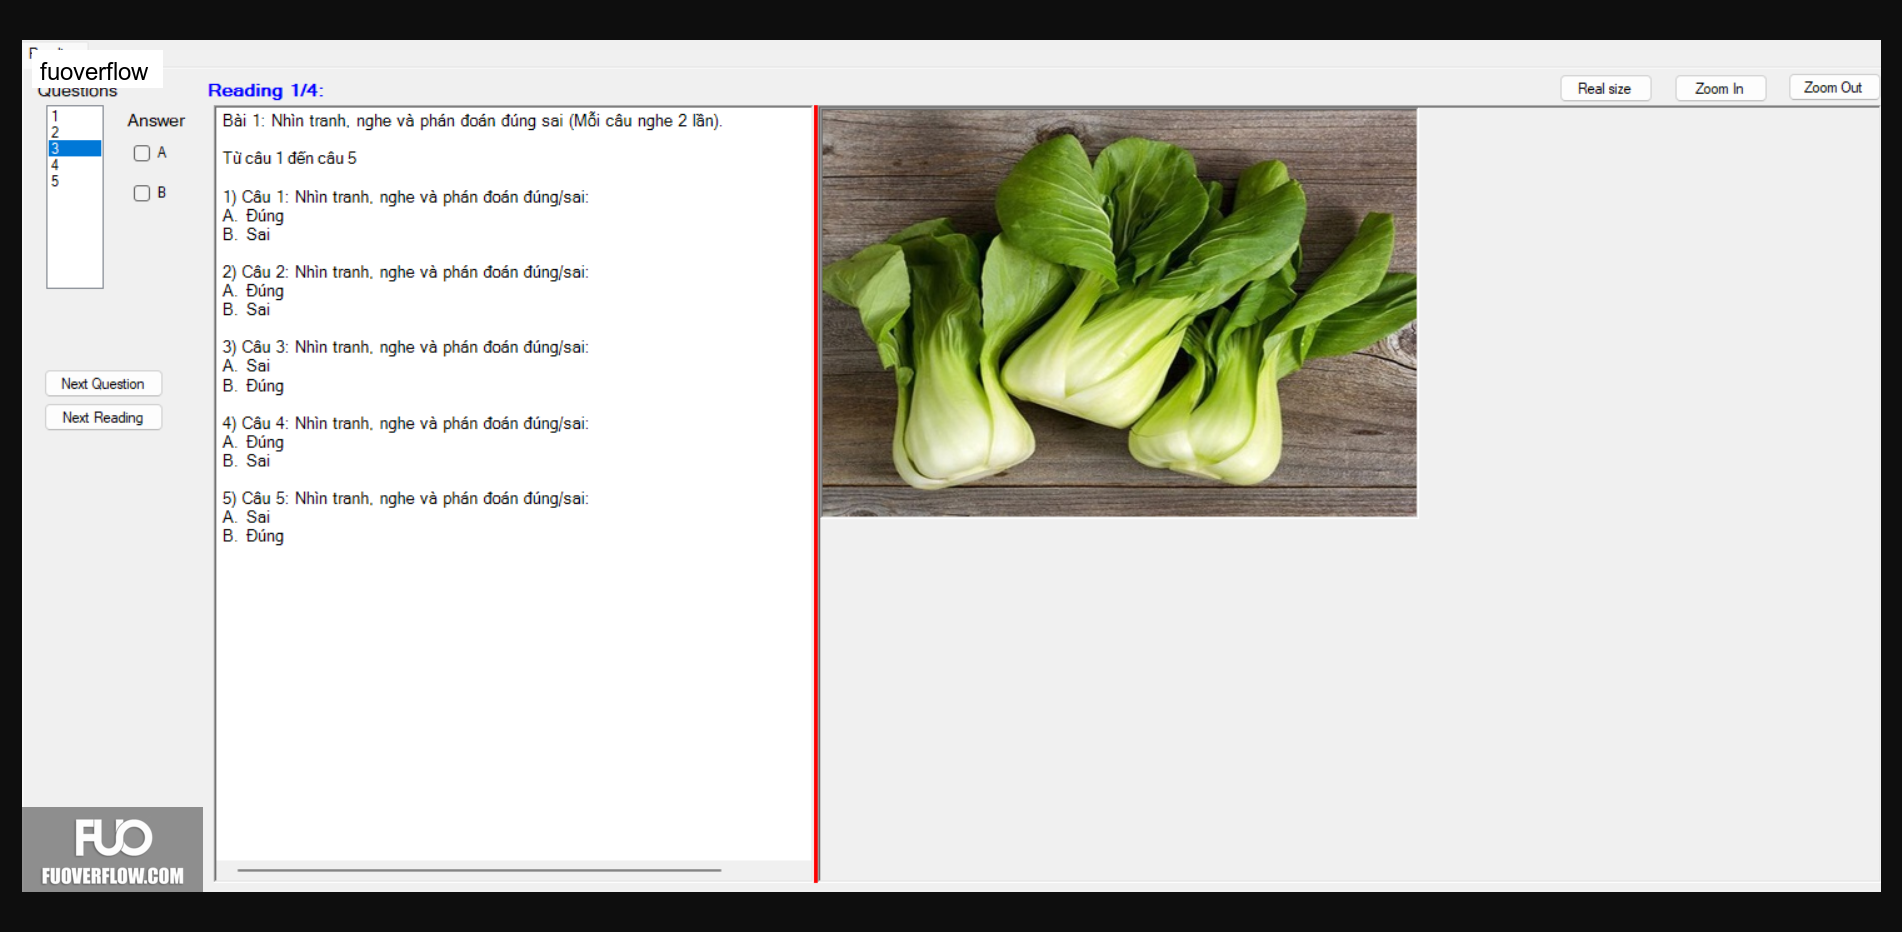 fuoverflow
Questions
Reading 1/4:
Real size
Zoom In
Zoom Out
1
2
3
4
5
Answer
A
B
Next Question
Next Reading
Bài 1: Nhìn tranh, nghe và phán đoán đúng sai (Mỗi câu nghe 2 lần).
Từ câu 1 đến câu 5
1) Câu 1: Nhìn tranh, nghe và phán đoán đúng/sai:
A. Đúng
B. Sai
2) Câu 2: Nhìn tranh, nghe và phán đoán đúng/sai:
A. Đúng
B. Sai
3) Câu 3: Nhìn tranh, nghe và phán đoán đúng/sai:
A. Sai
B. Đúng
4) Câu 4: Nhìn tranh, nghe và phán đoán đúng/sai:
A. Đúng
B. Sai
5) Câu 5: Nhìn tranh, nghe và phán đoán đúng/sai:
A. Sai
B. Đúng
FUO
FUOVERFLOW.COM